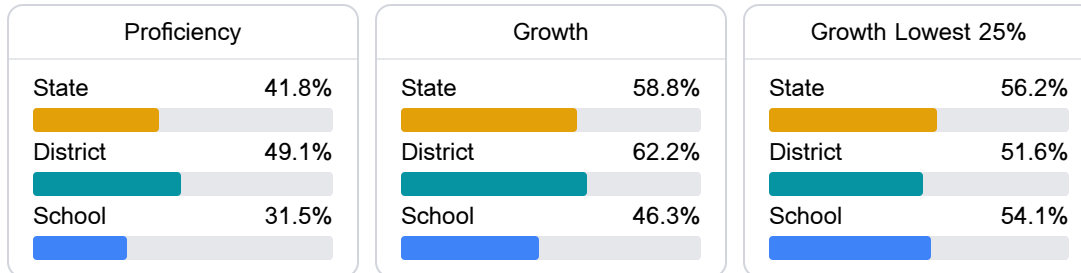 Proficiency
State 41.8%
District 49.1%
School 31.5%
Growth
State 58.8%
District 62.2%
School 46.3%
Growth Lowest 25%
State 56.2%
District 51.6%
School 54.1%